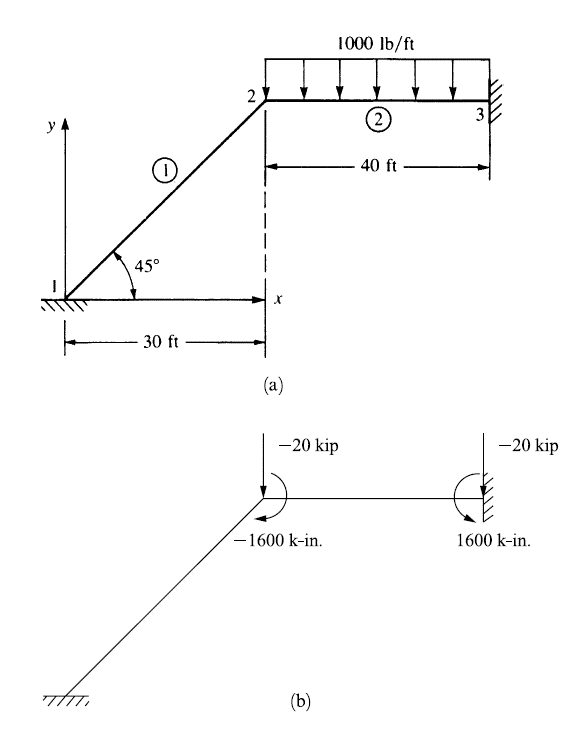 1000 lb/ft
2
3
y
2
1
40 ft
45°
1
x
30 ft
(a)
−20 kip
−20 kip
−1600 k-in.
1600 k-in.
(b)